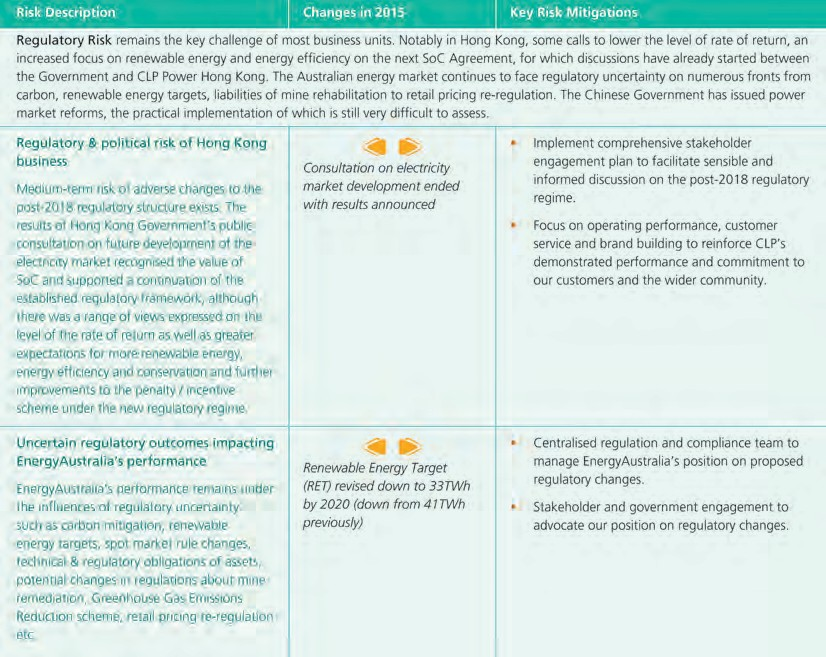 Risk Description
Changes in 2015
Key Risk Mitigations
Regulatory Risk remains the key challenge of most business units. Notably in Hong Kong, some calls to lower the level of rate of return, an
increased focus on renewable energy and energy efficiency on the next SoC Agreement, for which discussions have already started between
the Government and CLP Power Hong Kong. The Australian energy market continues to face regulatory uncertainty on numerous fronts from
carbon, renewable energy targets, liabilities of mine rehabilitation to retail pricing re-regulation. The Chinese Government has issued power
market reforms, the practical implementation of which is still very difficult to assess.
Regulatory & political risk of Hong Kong
business
Medium-term risk of adverse changes to the
post-2018 regulatory structure exists. The
results of Hong Kong Government's public
consultation on future development of the
electricity market recognised the value of
SoC and supported a continuation of the
established regulatory framework, although
there was a range of views expressed on the
level of the rate of return as well as greater
expectations for more renewable energy,
energy efficiency and conservation and further
improvements to the penalty / incentive
scheme under the new regulatory regime.
Consultation on electricity
market development ended
with results announced
• Implement comprehensive stakeholder
engagement plan to facilitate sensible and
informed discussion on the post-2018 regulatory
regime.
• Focus on operating performance, customer
service and brand building to reinforce CLP's
demonstrated performance and commitment to
our customers and the wider community.
Uncertain regulatory outcomes impacting
EnergyAustralia's performance
EnergyAustralia's performance remains under
the influences of regulatory uncertainty
such as carbon mitigation, renewable
energy targets, spot market rule changes,
technical & regulatory obligations of assets,
potential changes in regulations about mine
remediation, Greenhouse Gas Emissions
Reduction scheme, retail pricing re-regulation
etc.
Renewable Energy Target
(RET) revised down to 33TWh
by 2020 (down from 41TWh
previously)
• Centralised regulation and compliance team to
manage EnergyAustralia's position on proposed
regulatory changes.
• Stakeholder and government engagement to
advocate our position on regulatory changes.